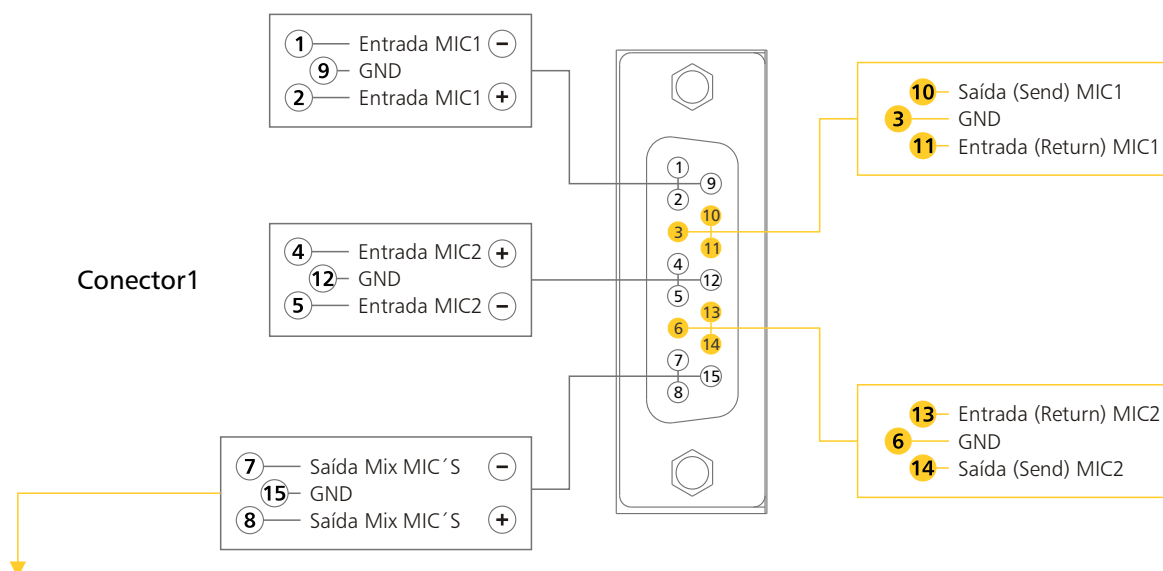 1 Entrada MIC1 −
9 GND
2 Entrada MIC1 +
10 Saída (Send) MIC1
3 GND
11 Entrada (Return) MIC1
Conector1
4 Entrada MIC2 +
12 GND
5 Entrada MIC2 −
1
9
2
10
3
11
4
12
5
13
6
14
7
15
8
13 Entrada (Return) MIC2
6 GND
14 Saída (Send) MIC2
7 Saída Mix MIC´S −
15 GND
8 Saída Mix MIC´S +